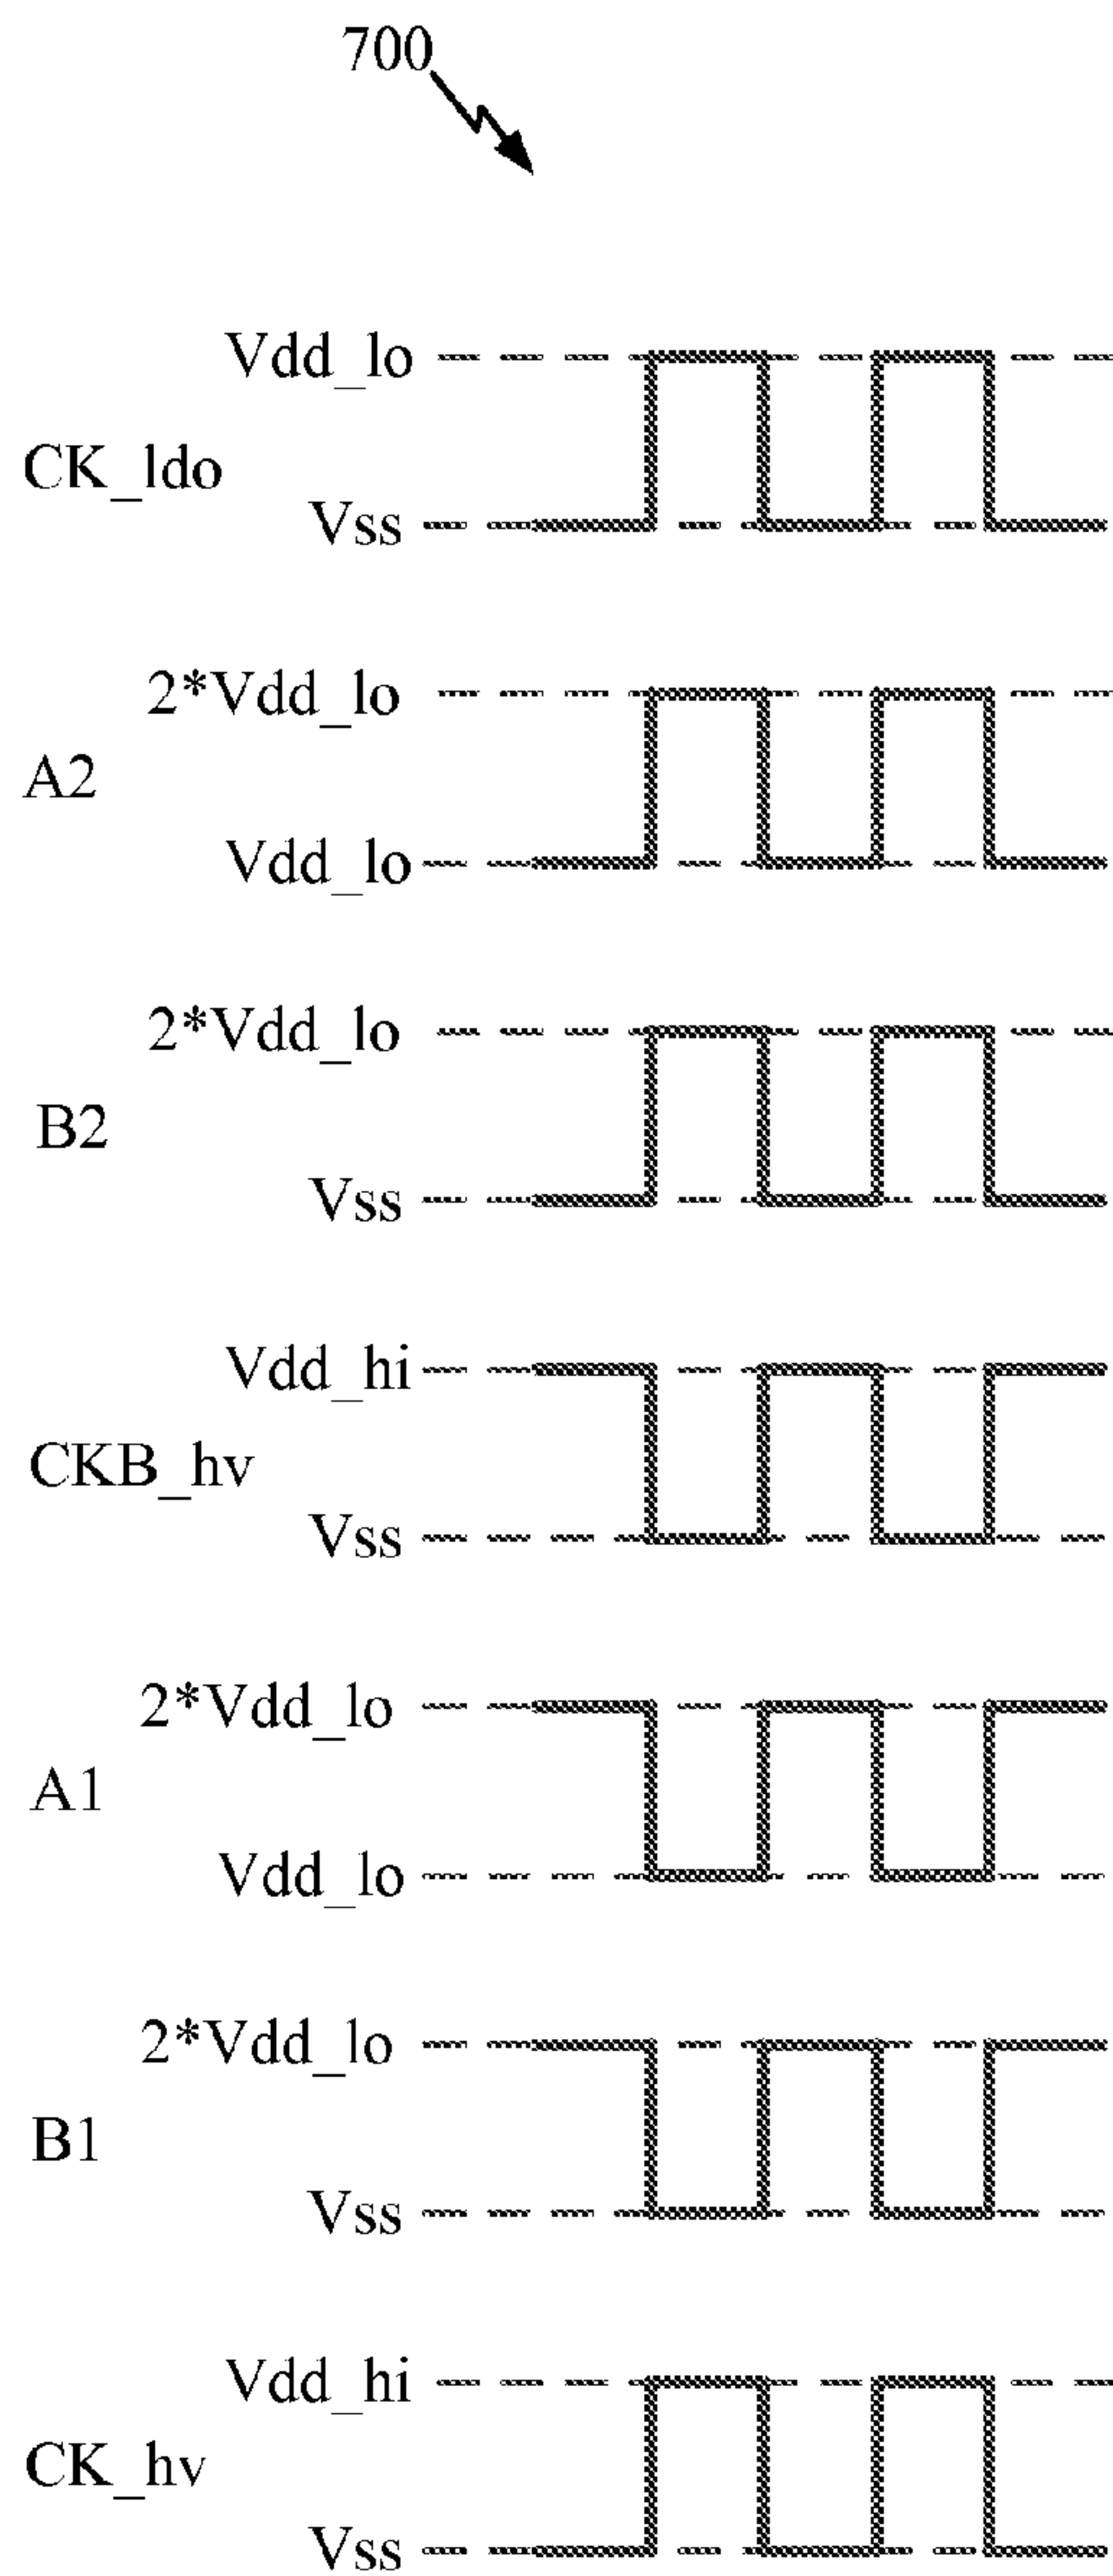 700
Vdd_lo
CK_ldo
Vss
2*Vdd_lo
A2
Vdd_lo
2*Vdd_lo
B2
Vss
Vdd_hi
CKB_hv
Vss
2*Vdd_lo
A1
Vdd_lo
2*Vdd_lo
B1
Vss
Vdd_hi
CK_hv
Vss